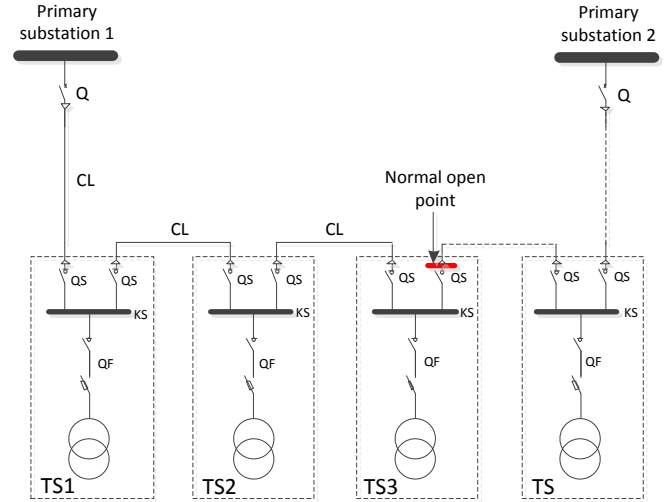 Primary
substation 1
Primary
substation 2
Q
Q
CL
Normal open
point
CL
CL
QS
QS
QS
QS
QS
QS
QS
QS
KS
KS
KS
KS
QF
QF
QF
QF
TS1
TS2
TS3
TS